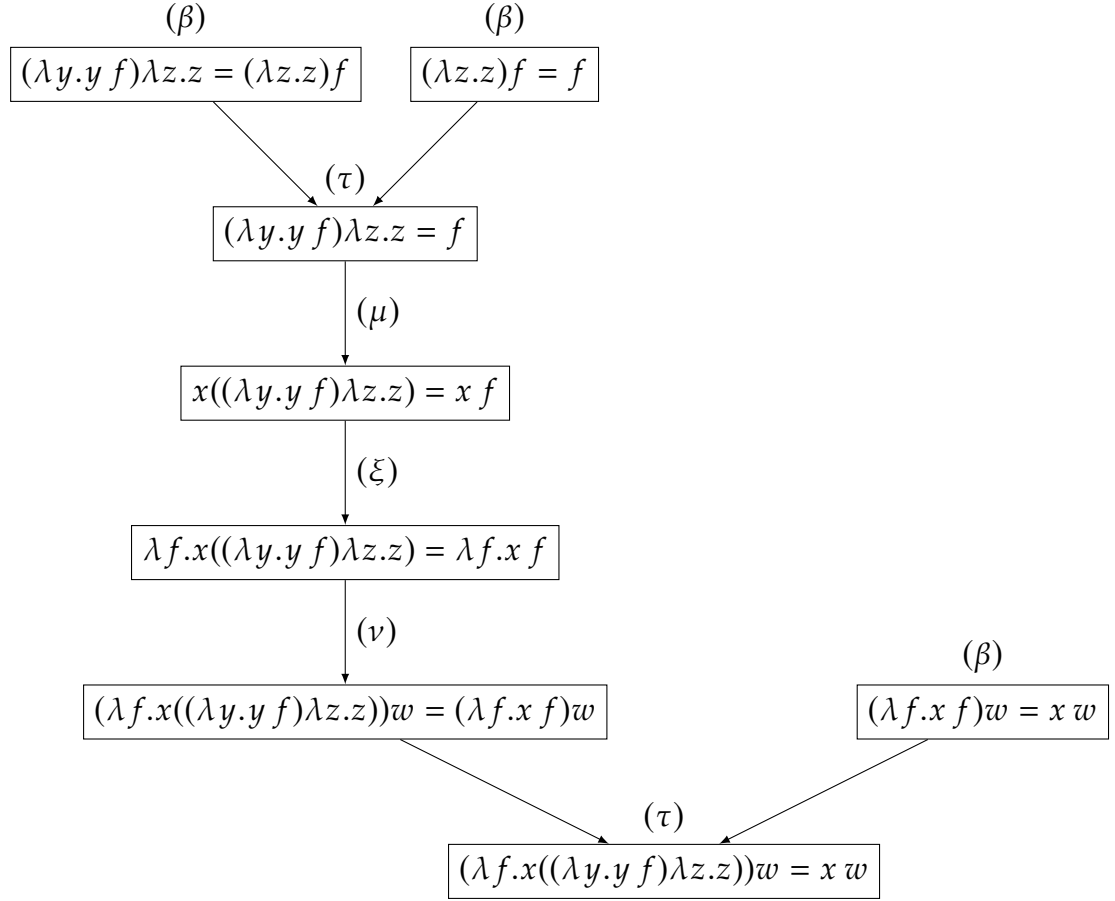 (β) (β)
(λy.y f)λz.z = (λz.z)f (λz.z)f = f
(τ)
(λy.y f)λz.z = f
(μ)
x((λy.y f)λz.z) = x f
(ξ)
λf.x((λy.y f)λz.z) = λf.x f
(ν)
(β)
(λf.x((λy.y f)λz.z))w = (λf.x f)w (λf.x f)w = x w
(τ)
(λf.x((λy.y f)λz.z))w = x w